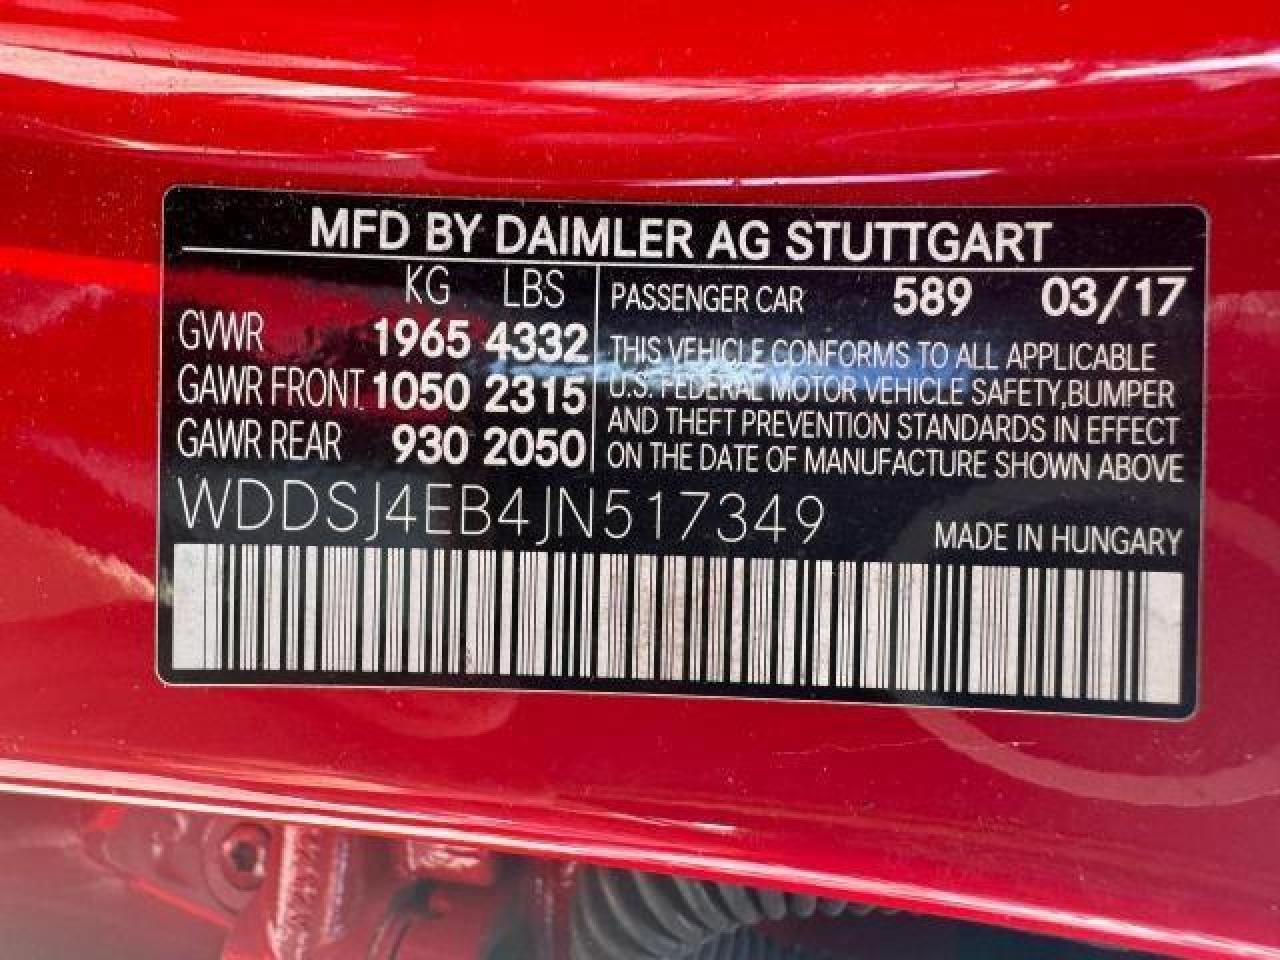 MFD BY DAIMLER AG STUTTGART
KG LBS
GVWR 1965 4332
GAWR FRONT 1050 2315
GAWR REAR 930 2050
PASSENGER CAR 589 03/17
THIS VEHICLE CONFORMS TO ALL APPLICABLE
U.S. FEDERAL MOTOR VEHICLE SAFETY,BUMPER
AND THEFT PREVENTION STANDARDS IN EFFECT
ON THE DATE OF MANUFACTURE SHOWN ABOVE
WDDSJ4EB4JN517349
MADE IN HUNGARY